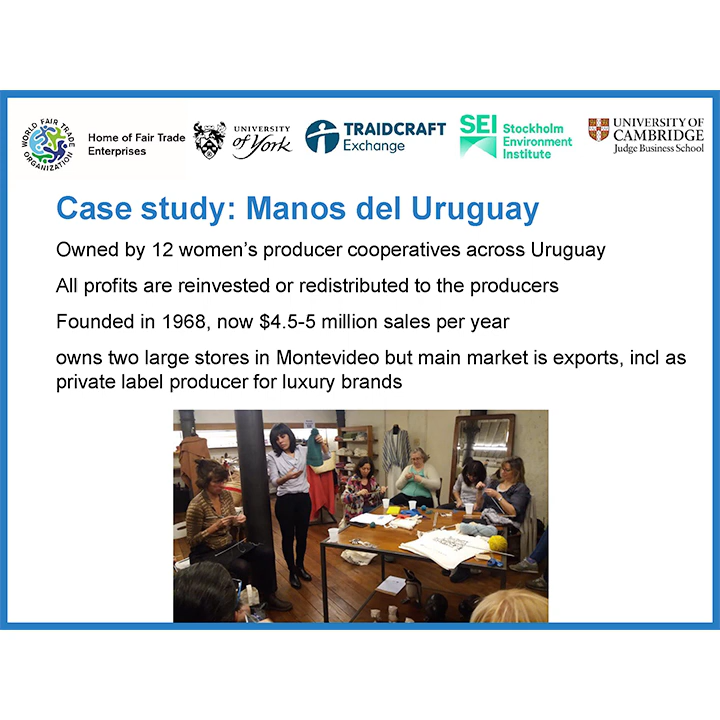 WORLD FAIR TRADE ORGANIZATION
Home of Fair Trade
Enterprises
UNIVERSITY
of York
TRAIDCRAFT
Exchange
SEI Stockholm
Environment
Institute
UNIVERSITY OF
CAMBRIDGE
Judge Business School
Case study: Manos del Uruguay
Owned by 12 women’s producer cooperatives across Uruguay
All profits are reinvested or redistributed to the producers
Founded in 1968, now $4.5-5 million sales per year
owns two large stores in Montevideo but main market is exports, incl as
private label producer for luxury brands